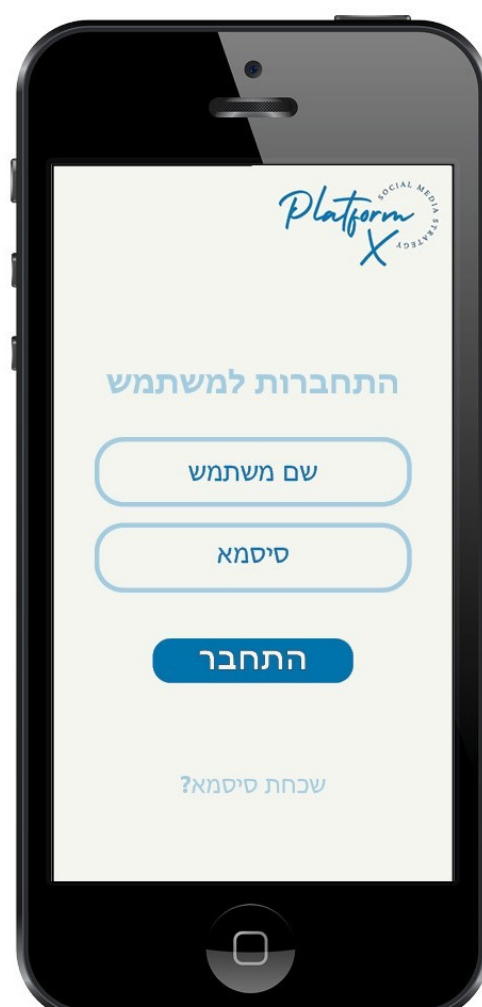 Platform
X
SOCIAL MEDIA STRATEGY
התחברות למשתמש
שם משתמש
סיסמא
התחבר
שכחת סיסמא?